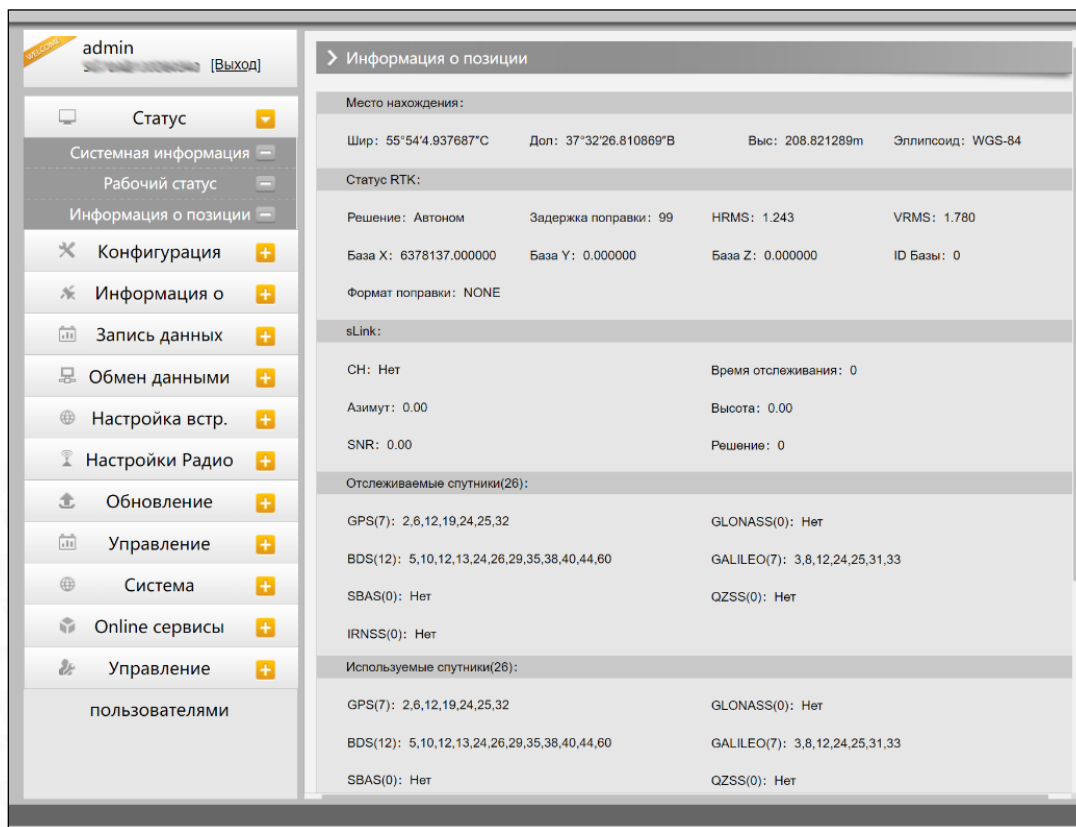 WELCOME
admin
[Выход]
Статус
Системная информация
Рабочий статус
Информация о позиции
Конфигурация
Информация о
Запись данных
Обмен данными
Настройка встр.
Настройки Радио
Обновление
Управление
Система
Online сервисы
Управление
пользователями
Информация о позиции
Место нахождения:
Шир: 55°54′4.937687″С Дол: 37°32′26.810869″В Выс: 208.821289m Эллипсоид: WGS-84
Статус RTK:
Решение: Автоном Задержка поправки: 99 HRMS: 1.243 VRMS: 1.780
База X: 6378137.000000 База Y: 0.000000 База Z: 0.000000 ID Базы: 0
Формат поправки: NONE
sLink:
CH: Нет Время отслеживания: 0
Азимут: 0.00 Высота: 0.00
SNR: 0.00 Решение: 0
Отслеживаемые спутники(26):
GPS(7): 2,6,12,19,24,25,32 GLONASS(0): Нет
BDS(12): 5,10,12,13,24,26,29,35,38,40,44,60 GALILEO(7): 3,8,12,24,25,31,33
SBAS(0): Нет QZSS(0): Нет
IRNSS(0): Нет
Используемые спутники(26):
GPS(7): 2,6,12,19,24,25,32 GLONASS(0): Нет
BDS(12): 5,10,12,13,24,26,29,35,38,40,44,60 GALILEO(7): 3,8,12,24,25,31,33
SBAS(0): Нет QZSS(0): Нет